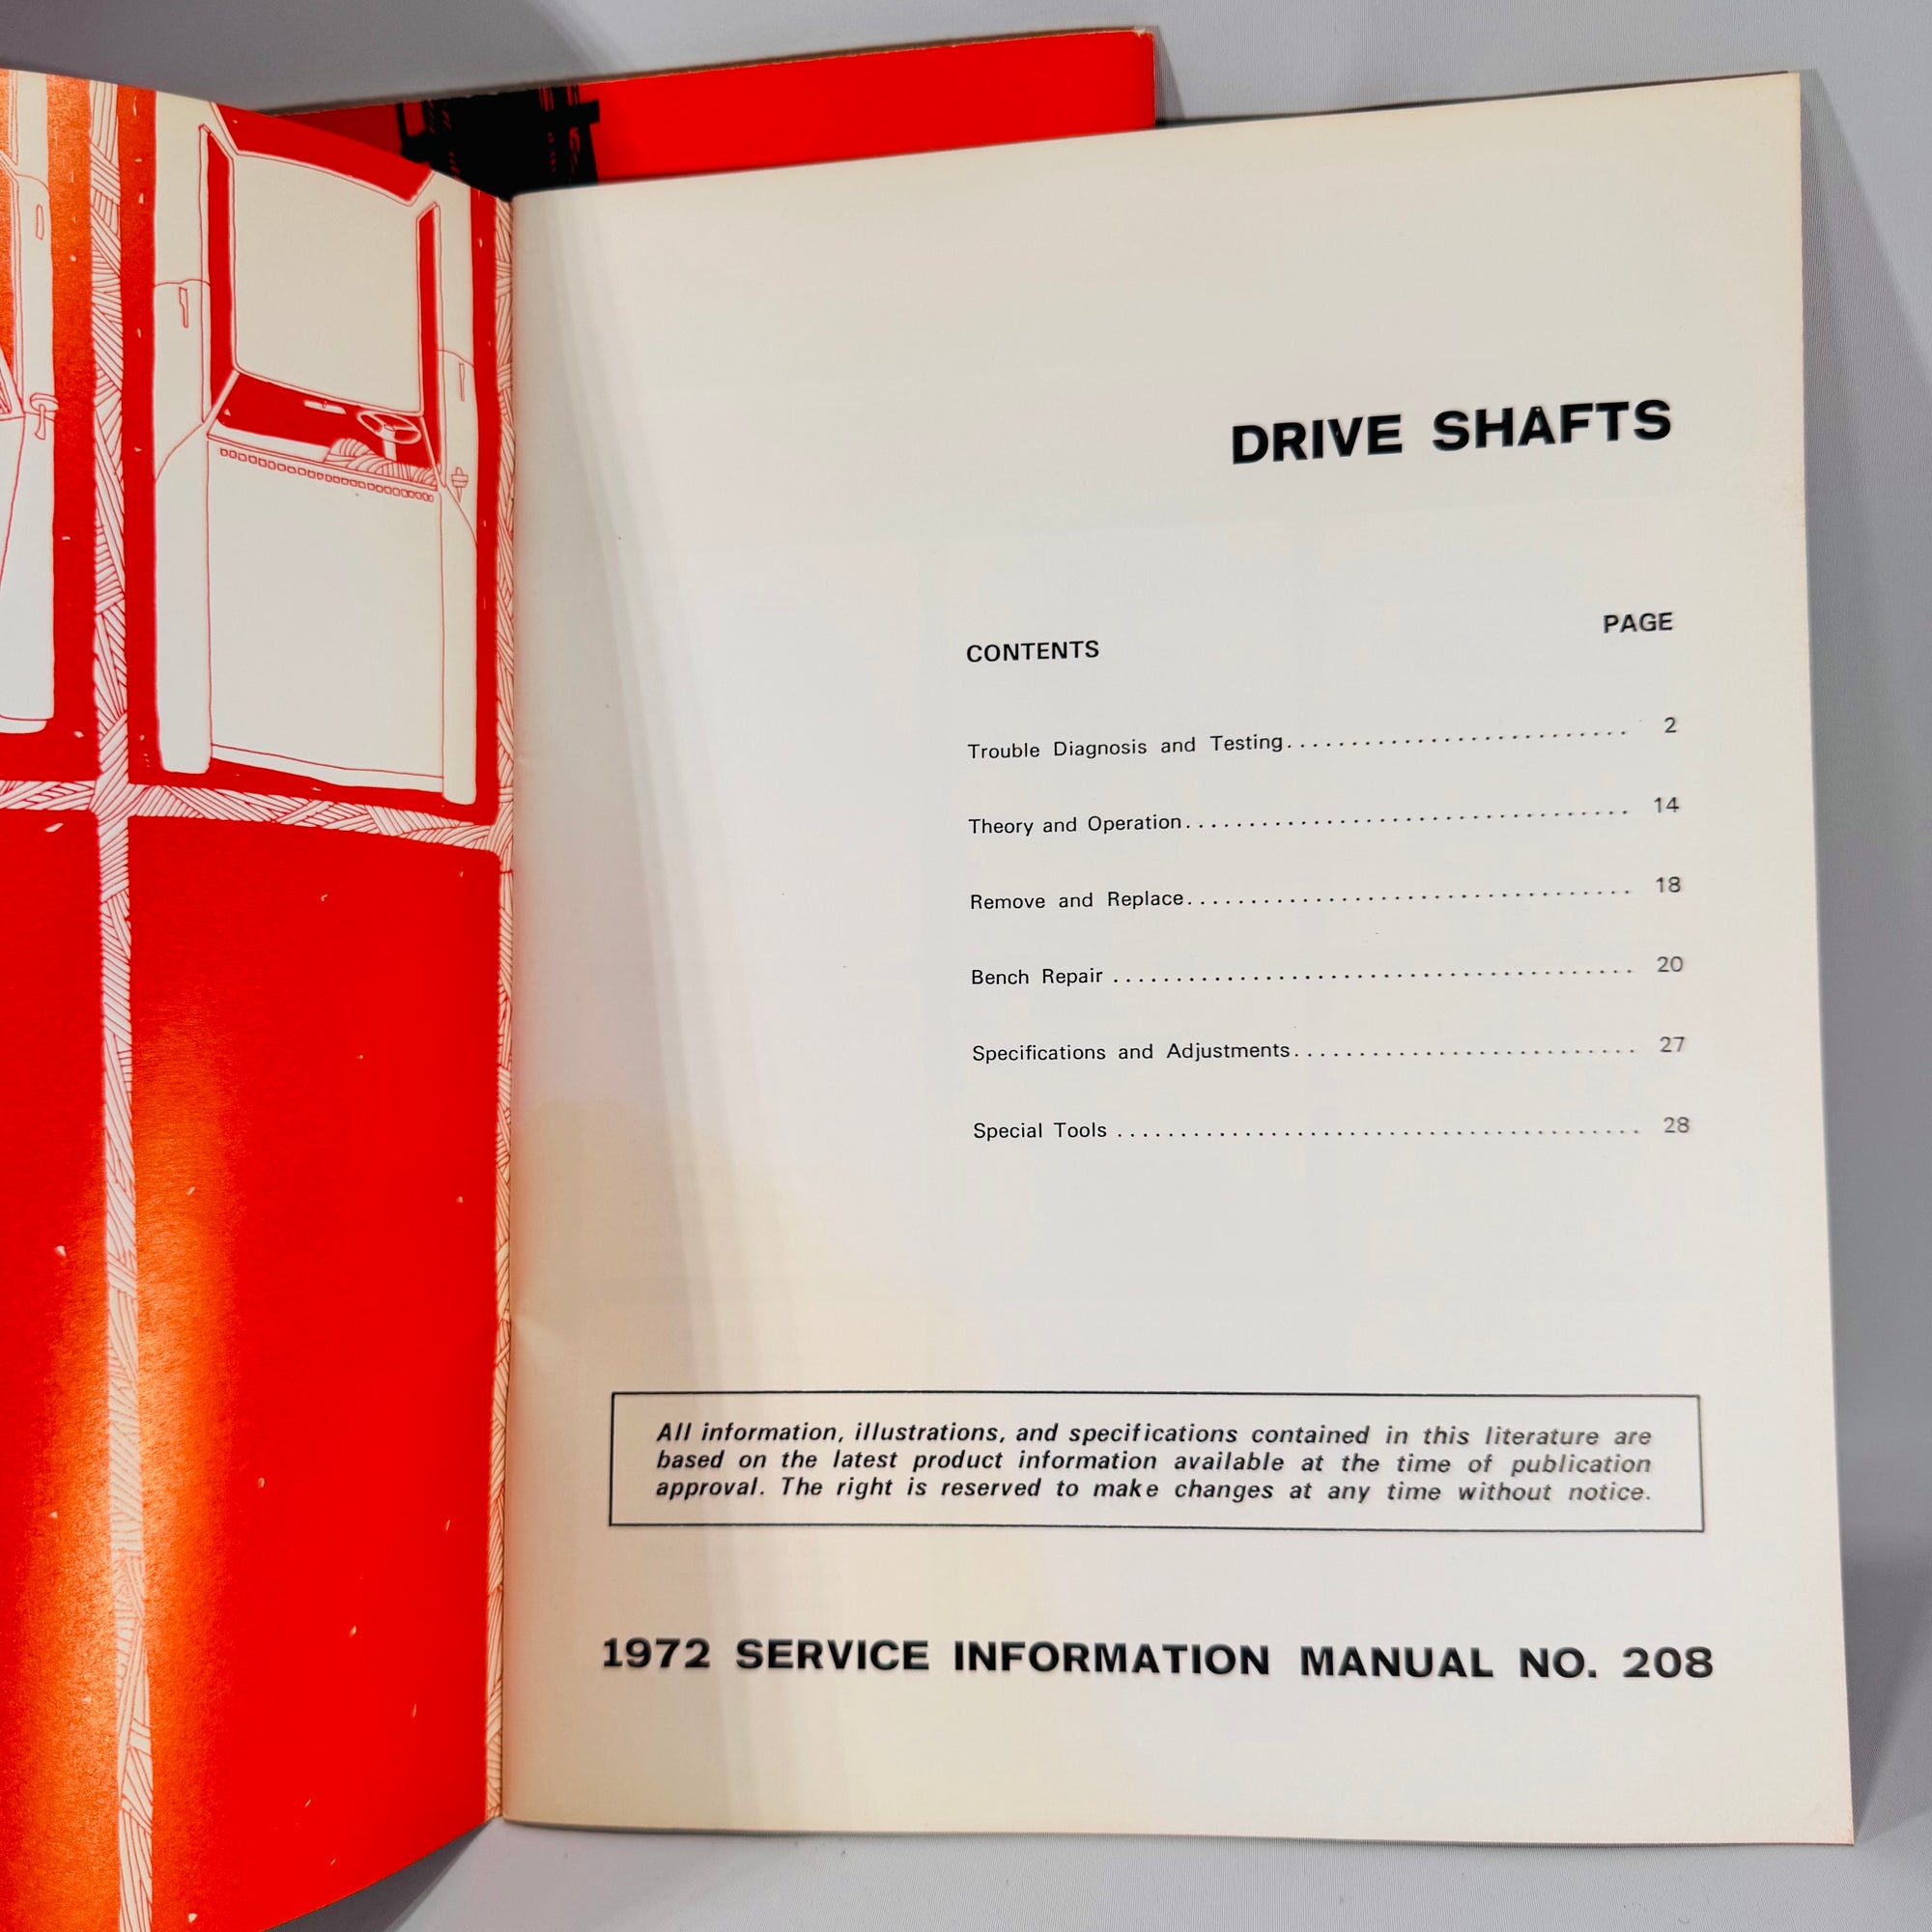 DRIVE SHAFTS
CONTENTS PAGE
Trouble Diagnosis and Testing........................... 2
Theory and Operation................................... 14
Remove and Replace................................... 18
Bench Repair ......................................... 20
Specifications and Adjustments........................... 27
Special Tools ......................................... 28
All information, illustrations, and specifications contained in this literature are
based on the latest product information available at the time of publication
approval. The right is reserved to make changes at any time without notice.
1972 SERVICE INFORMATION MANUAL NO. 208